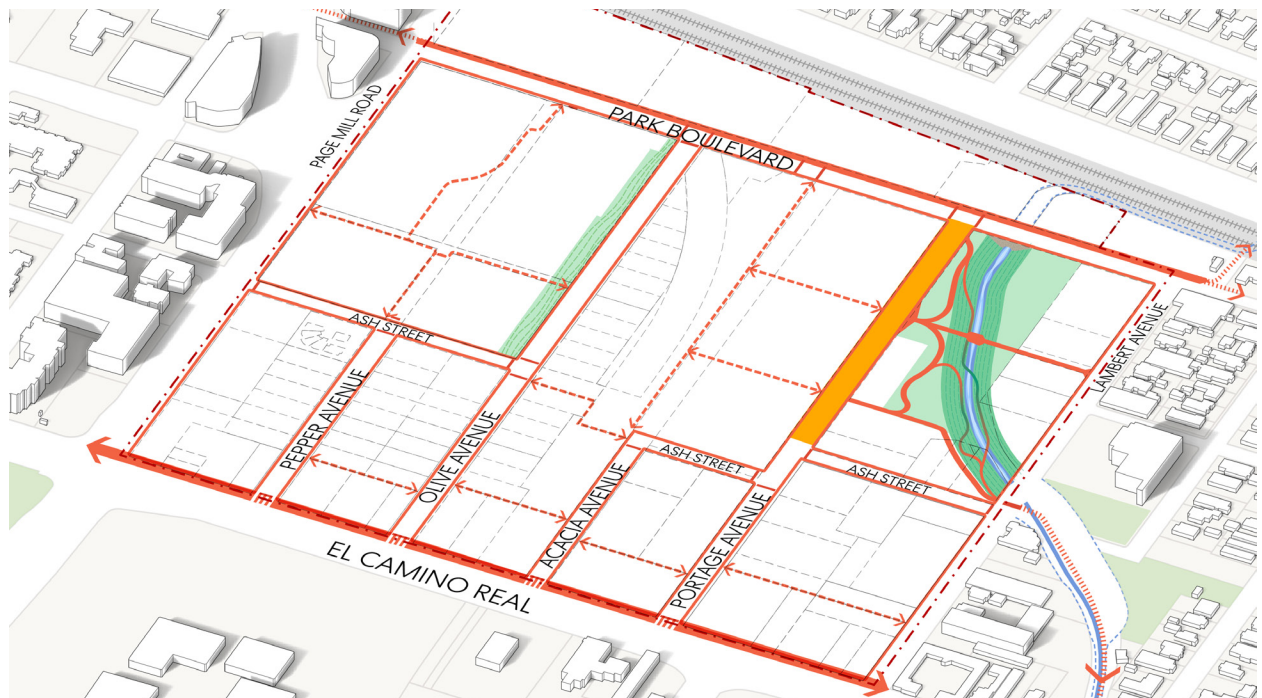 PAGE MILL ROAD
PARK BOULEVARD
LAMBERT AVENUE
ASH STREET
PEPPER AVENUE
OLIVE AVENUE
ASH STREET
ASH STREET
ACACIA AVENUE
PORTAGE AVENUE
EL CAMINO REAL